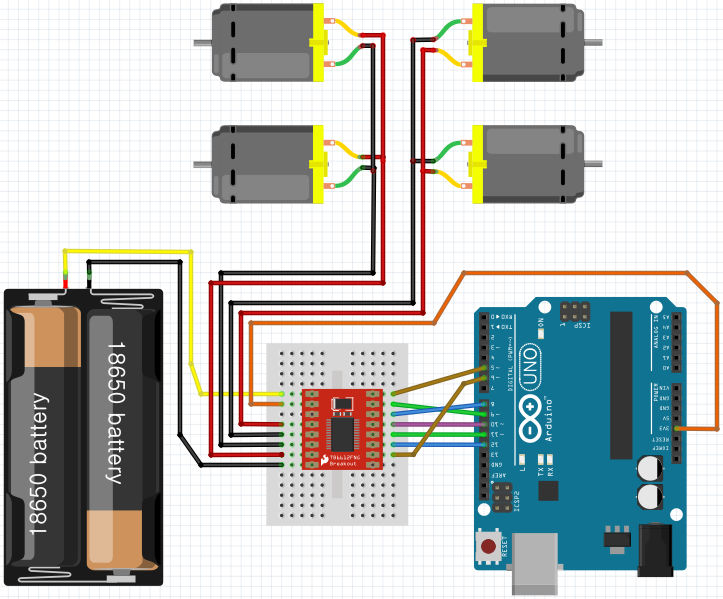 18650 battery
18650 battery
TB6612FNG
Breakout
ICSP
1
ON
UNO
Arduino
DIGITAL (PWM~)
0
1
2
3
4
5
6
7
8
9
10
11
12
13
GND
AREF
TX
RX
L
ICSP2
RESET
ANALOG IN
A5
A4
A3
A2
A1
A0
POWER
VIN
GND
GND
5V
3V3
RESET
IOREF